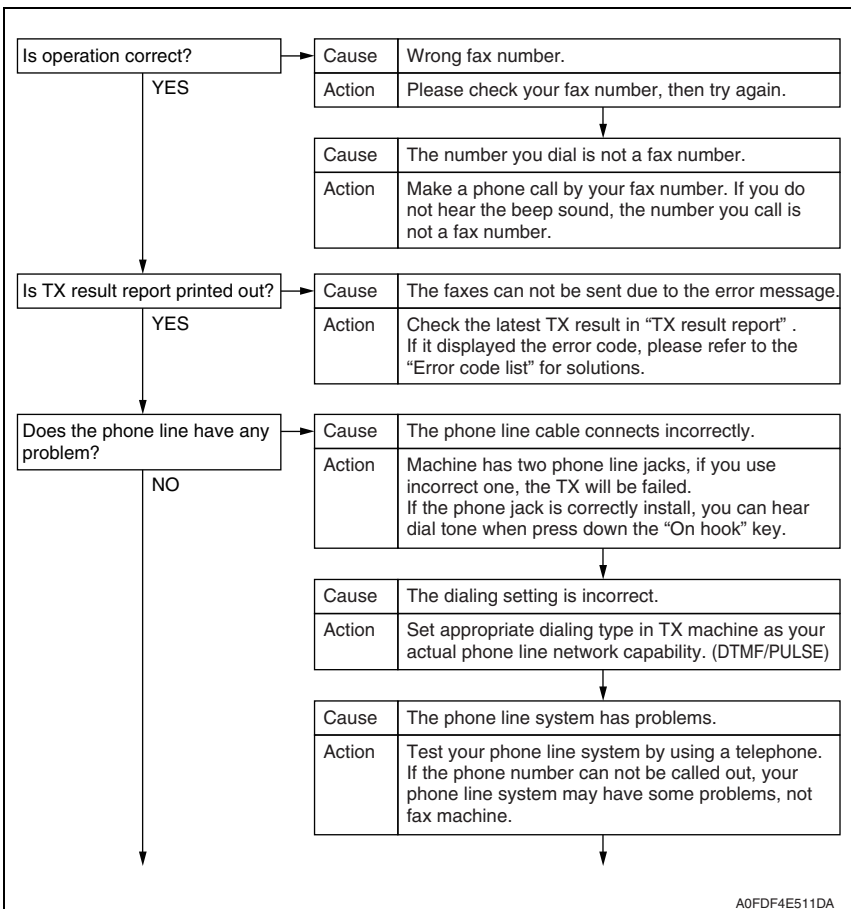 Is operation correct?
YES
Cause Wrong fax number.
Action Please check your fax number, then try again.
Cause The number you dial is not a fax number.
Action Make a phone call by your fax number. If you do
not hear the beep sound, the number you call is
not a fax number.
Is TX result report printed out?
YES
Cause The faxes can not be sent due to the error message.
Action Check the latest TX result in “TX result report” .
If it displayed the error code, please refer to the
“Error code list” for solutions.
Does the phone line have any
problem?
NO
Cause The phone line cable connects incorrectly.
Action Machine has two phone line jacks, if you use
incorrect one, the TX will be failed.
If the phone jack is correctly install, you can hear
dial tone when press down the “On hook” key.
Cause The dialing setting is incorrect.
Action Set appropriate dialing type in TX machine as your
actual phone line network capability. (DTMF/PULSE)
Cause The phone line system has problems.
Action Test your phone line system by using a telephone.
If the phone number can not be called out, your
phone line system may have some problems, not
fax machine.
A0FDF4E511DA